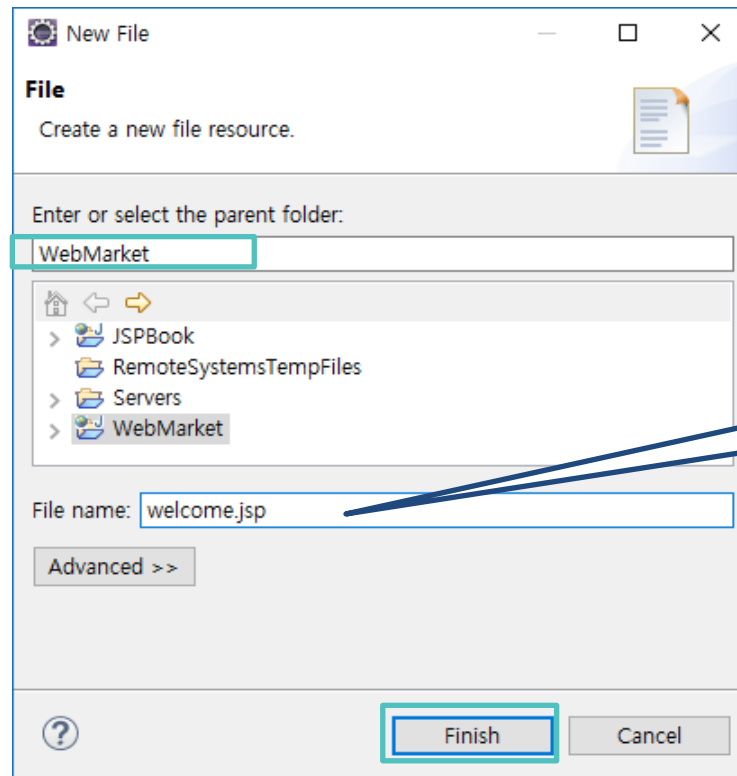 New File
File
Create a new file resource.
Enter or select the parent folder:
WebMarket
JSPBook
RemoteSystemsTempFiles
Servers
WebMarket
File name: welcome.jsp
Advanced >>
? Finish Cancel